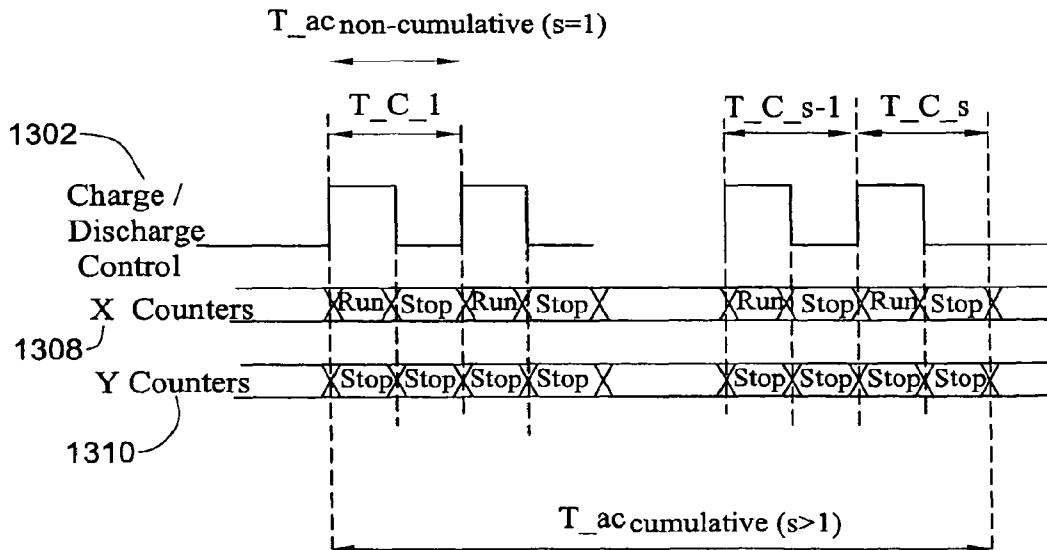 T_ac non-cumulative (s=1)
T_C_1
T_C_s-1
T_C_s
1302
Charge /
Discharge
Control
X Counters
Run Stop Run Stop Run Stop Run Stop
1308
Y Counters
Stop Stop Stop Stop Stop Stop Stop Stop
1310
T_ac cumulative (s>1)